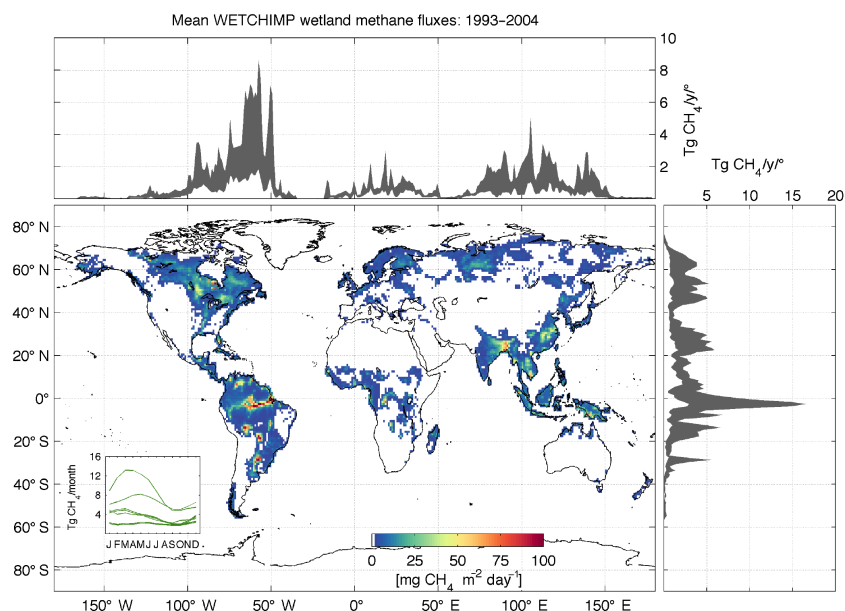 Mean WETCHIMP wetland methane fluxes: 1993–2004
10
8
6
4
2
Tg CH4/y/°
Tg CH4/y/°
5 10 15 20
80° N
60° N
40° N
20° N
0°
20° S
40° S
60° S
80° S
16
12
8
4
Tg CH4/month
J F M A M J J A S O N D
0 25 50 75 100
[mg CH4 m-2 day-1]
150° W 100° W 50° W 0° 50° E 100° E 150° E